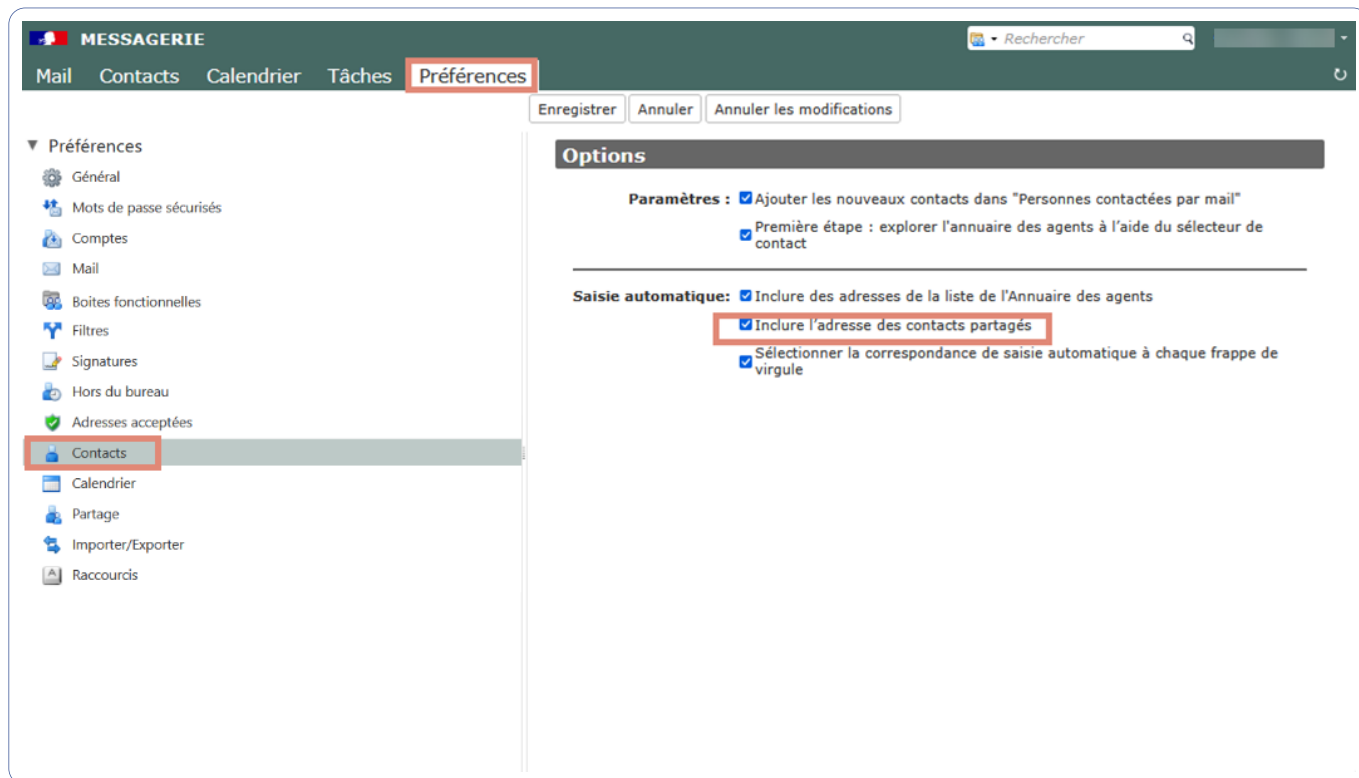 MESSAGERIE
Rechercher
Mail Contacts Calendrier Tâches Préférences
Enregistrer Annuler Annuler les modifications
Préférences
Général
Mots de passe sécurisés
Comptes
Mail
Boites fonctionnelles
Filtres
Signatures
Hors du bureau
Adresses acceptées
Contacts
Calendrier
Partage
Importer/Exporter
Raccourcis
Options
Paramètres : Ajouter les nouveaux contacts dans "Personnes contactées par mail"
Première étape : explorer l'annuaire des agents à l’aide du sélecteur de
contact
Saisie automatique: Inclure des adresses de la liste de l'Annuaire des agents
Inclure l’adresse des contacts partagés
Sélectionner la correspondance de saisie automatique à chaque frappe de
virgule